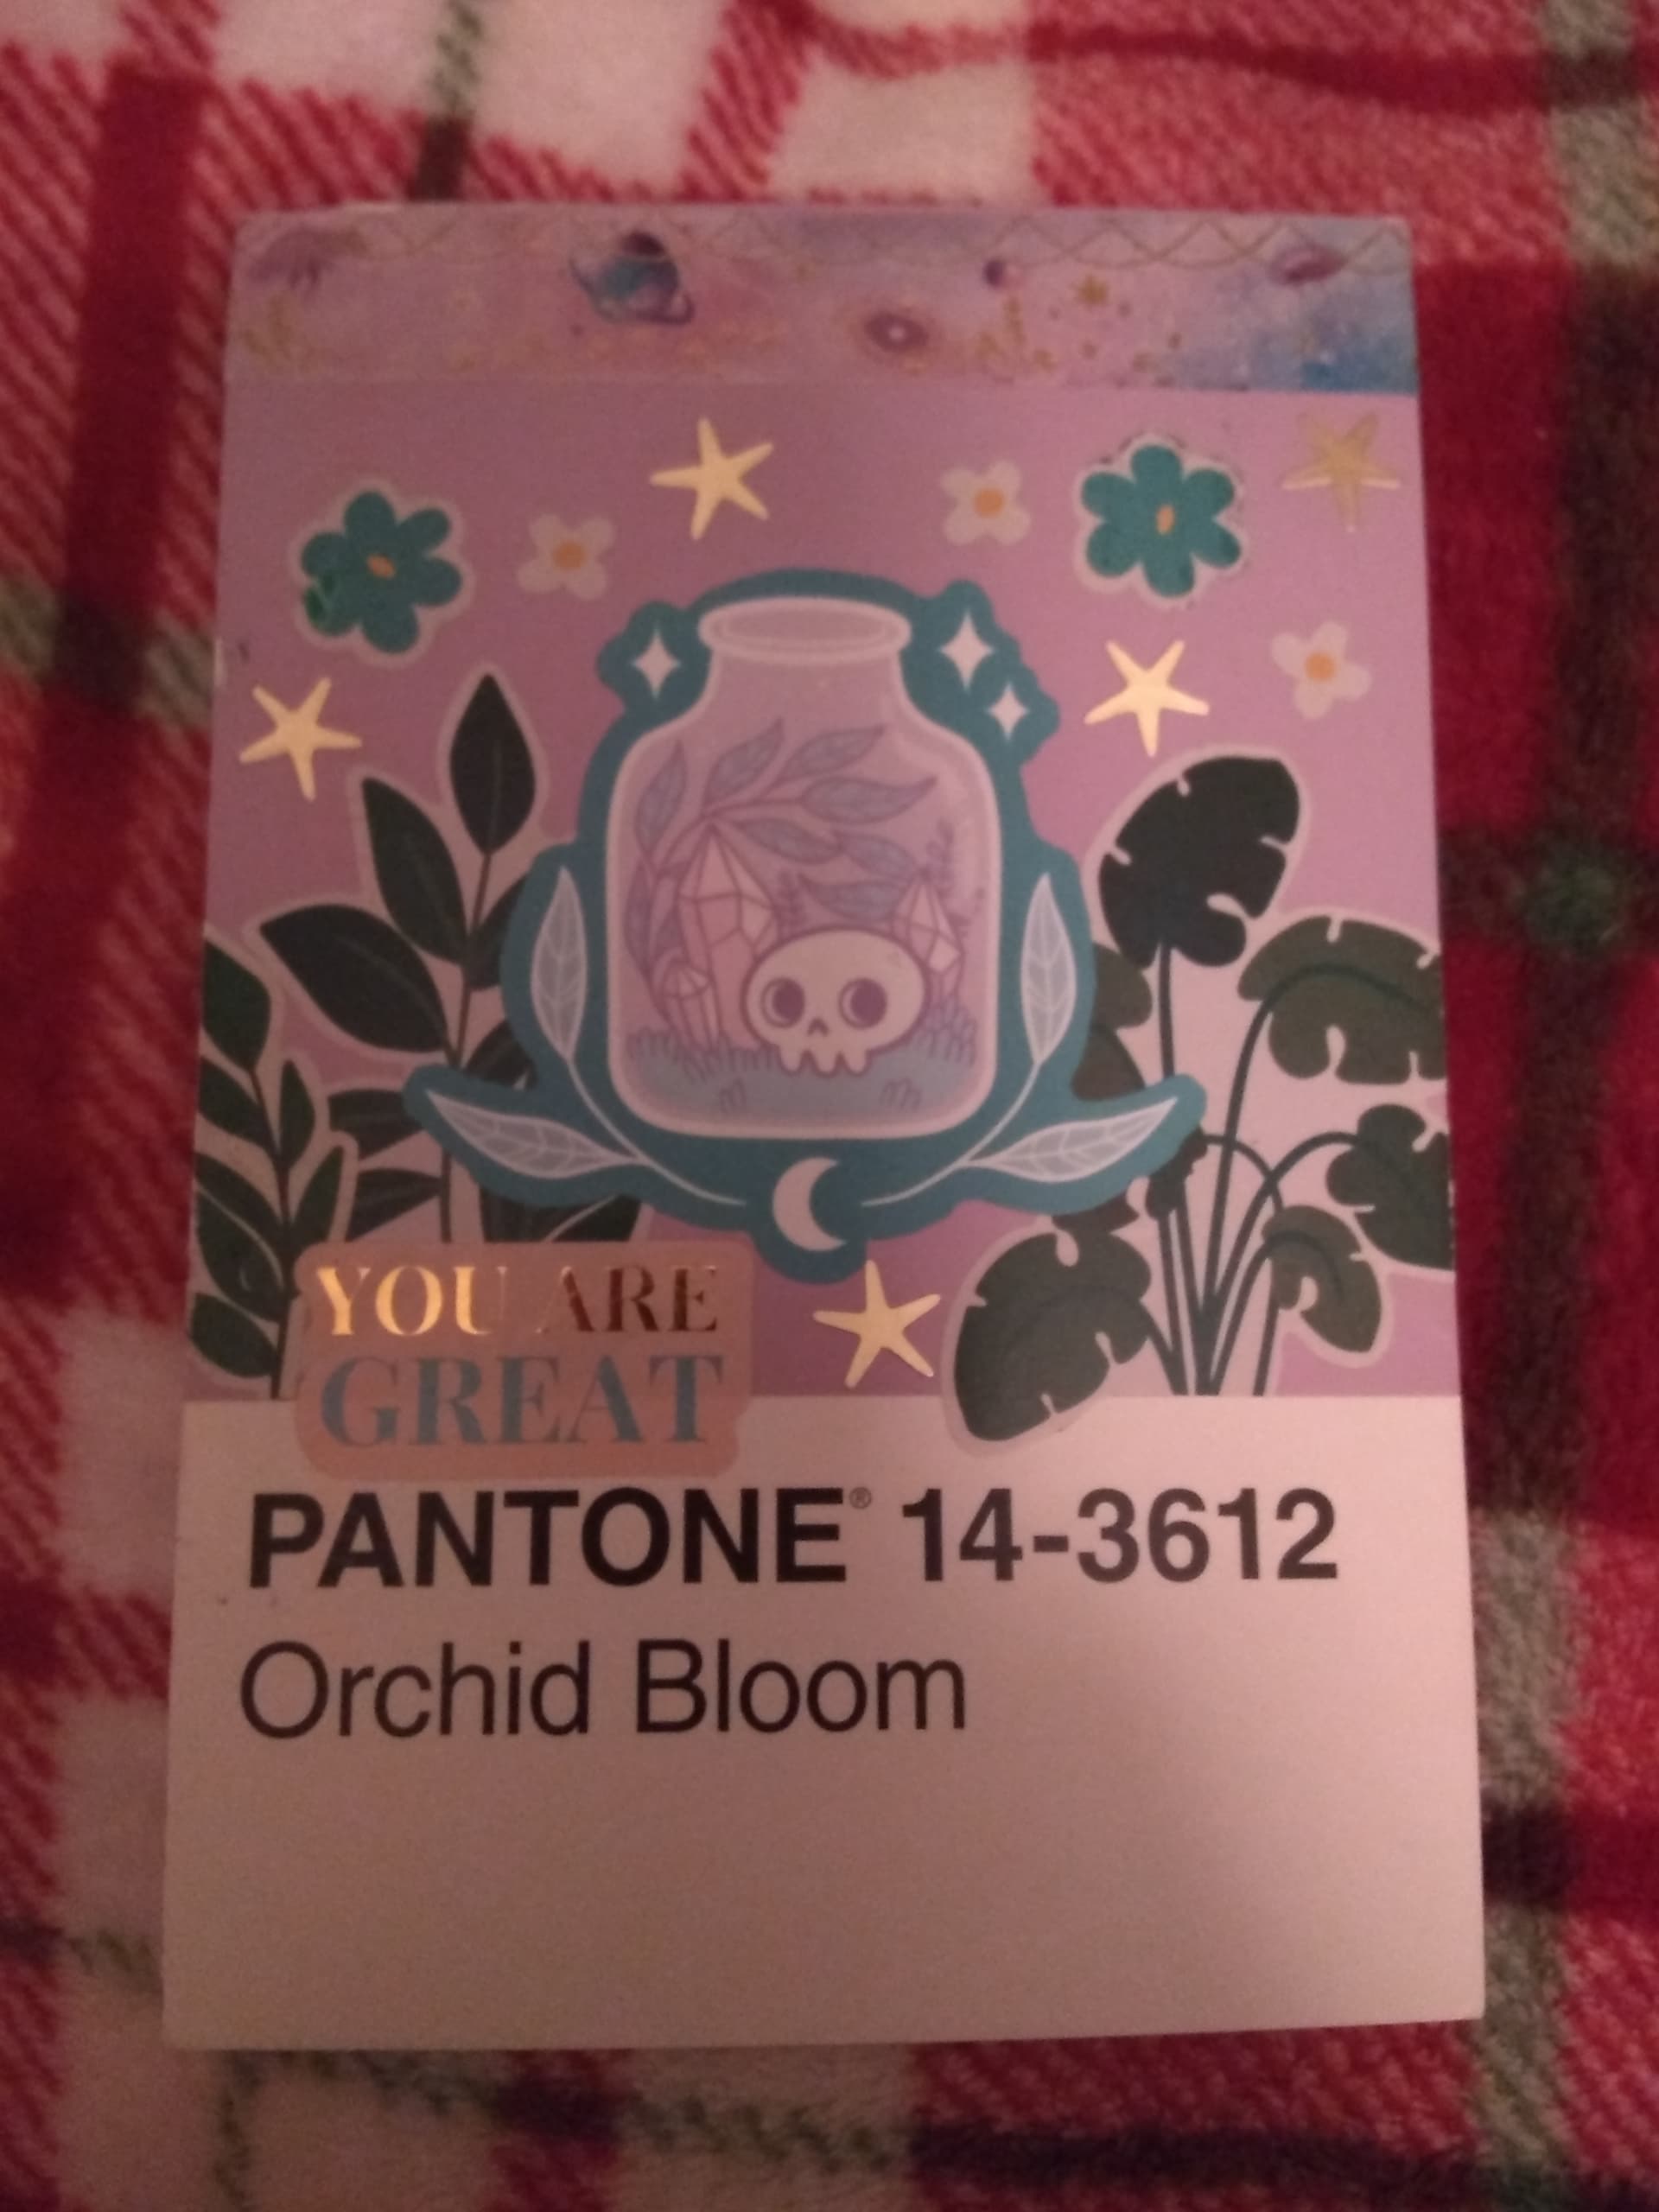 YOU ARE
GREAT
PANTONE® 14-3612
Orchid Bloom